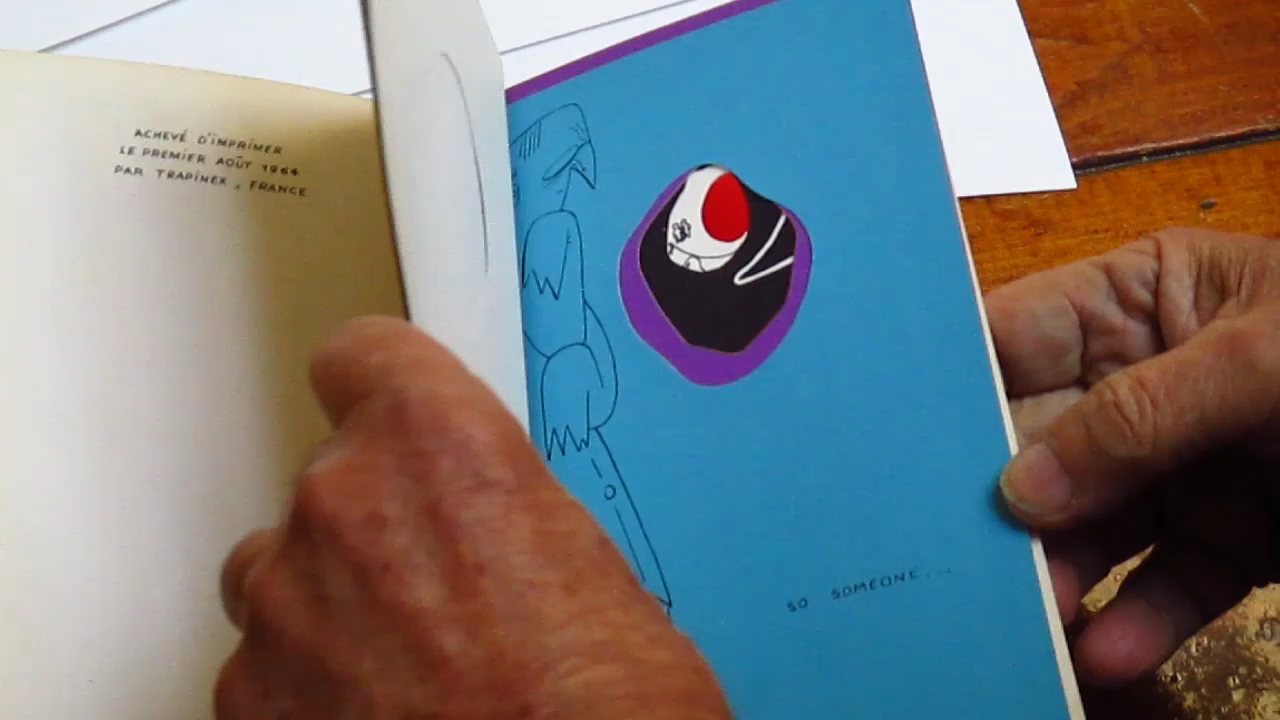 ACHEVÉ D'IMPRIMER
LE PREMIER AOÛT 1964
PAR TRAPINEX . FRANCE
SO SOMEONE...